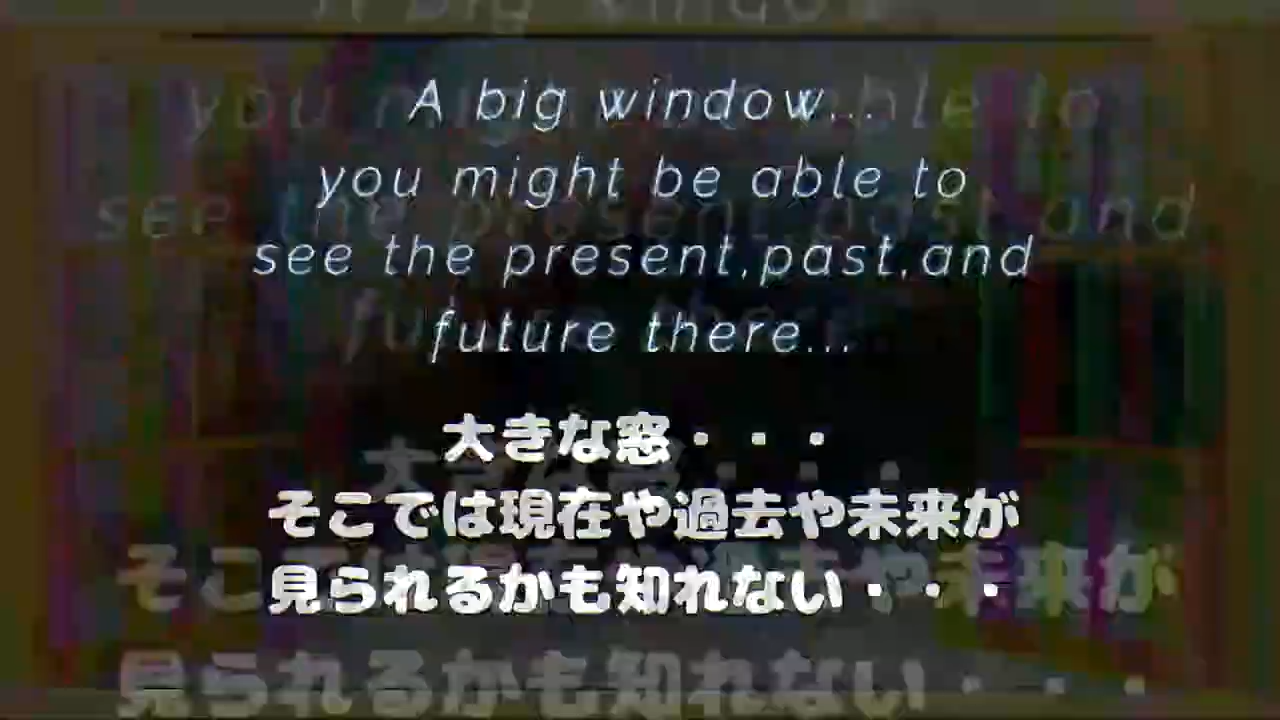 A big window...
you might be able to
see the present,past,and
future there...
大きな窓・・・
そこでは現在や過去や未来が
見られるかも知れない・・・